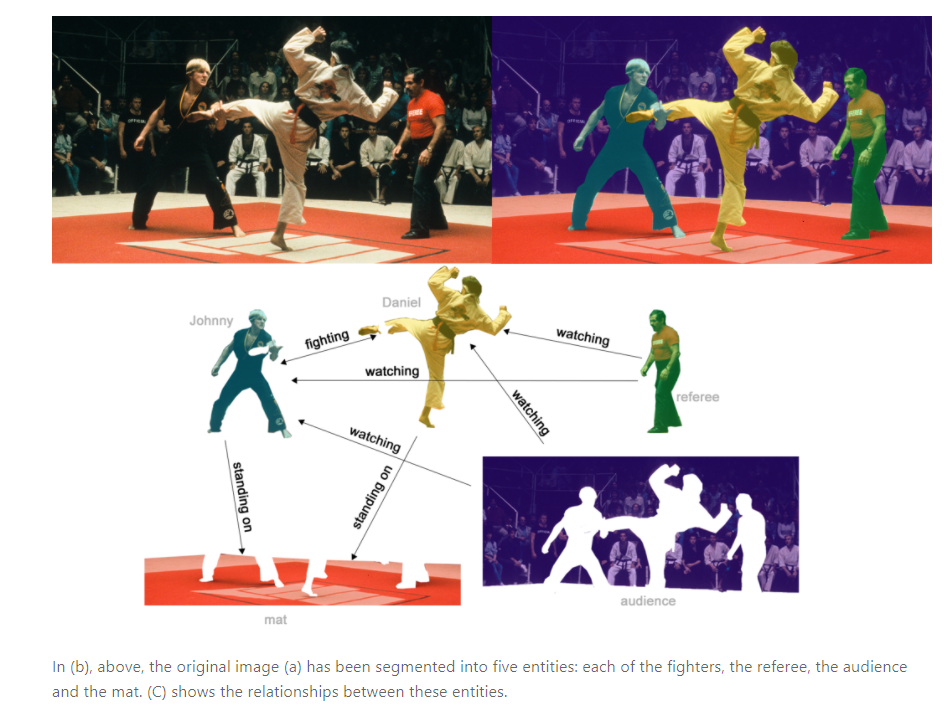 Daniel
Johnny
fighting
watching
watching
referee
watching
watching
standing on
standing on
audience
mat
In (b), above, the original image (a) has been segmented into five entities: each of the fighters, the referee, the audience
and the mat. (C) shows the relationships between these entities.